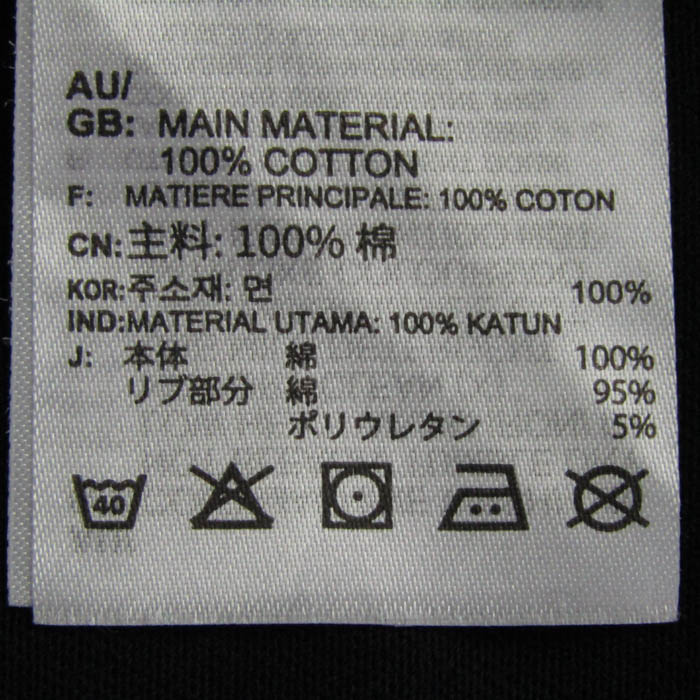 AU/
GB: MAIN MATERIAL:
100% COTTON
F: MATIERE PRINCIPALE: 100% COTON
CN:主料: 100% 棉
KOR:주소재: 면 100%
IND:MATERIAL UTAMA: 100% KATUN
J: 本体 綿 100%
リブ部分 綿 95%
ポリウレタン 5%
40